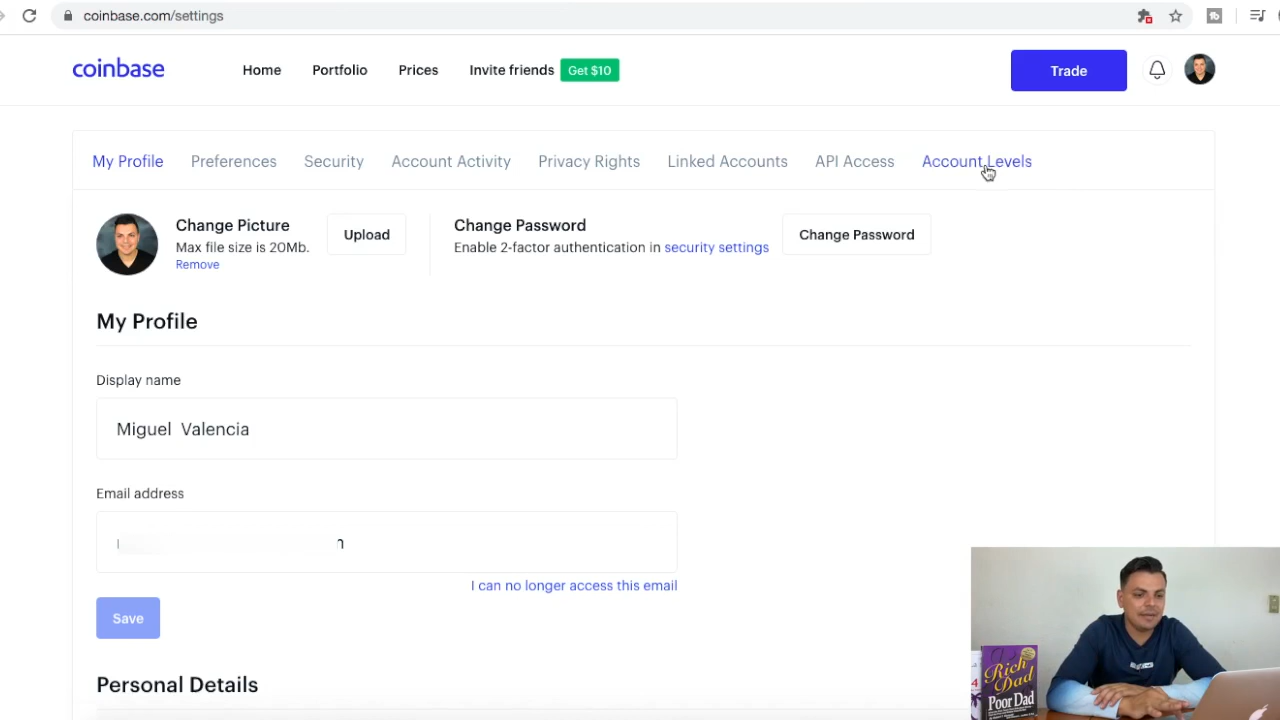 coinbase.com/settings
coinbase
Home
Portfolio
Prices
Invite friends
Get $10
Trade
My Profile
Preferences
Security
Account Activity
Privacy Rights
Linked Accounts
API Access
Account Levels
Change Picture
Max file size is 20Mb.
Remove
Upload
Change Password
Enable 2-factor authentication in security settings
Change Password
My Profile
Display name
Miguel Valencia
Email address
I can no longer access this email
Save
Personal Details
Rich
Dad
Poor Dad